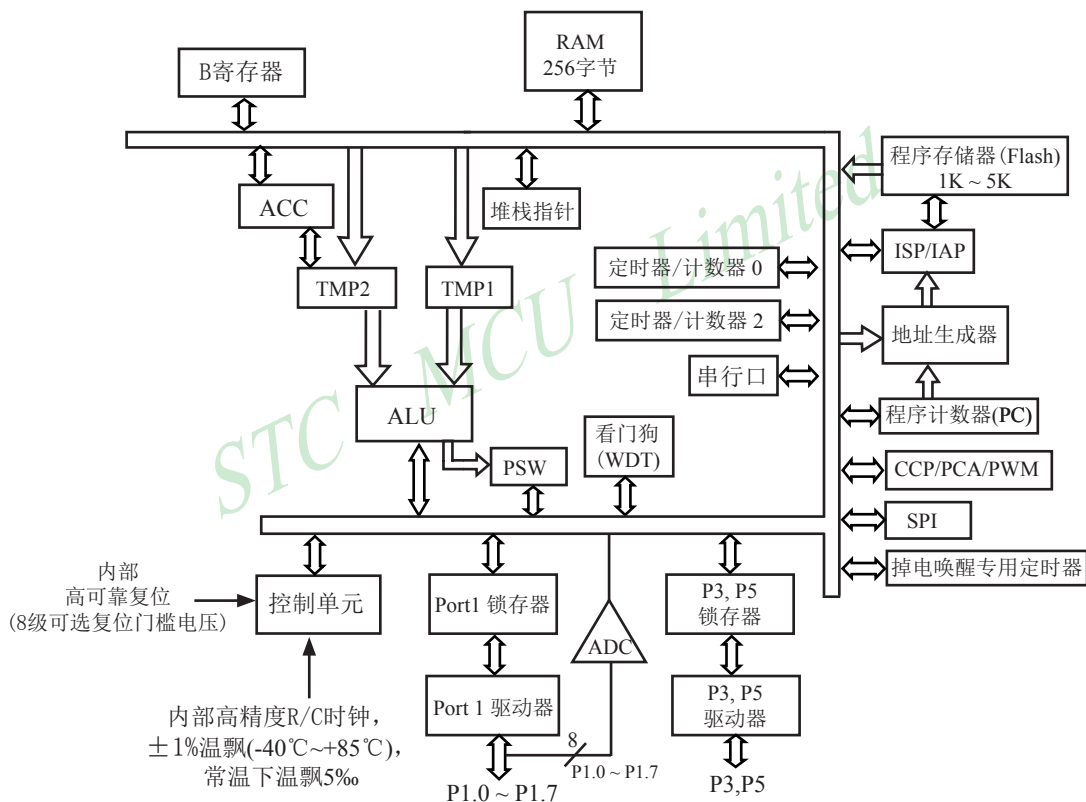 RAM
256字节
B寄存器
程序存储器(Flash)
1K ~ 5K
ACC
堆栈指针
ISP/IAP
定时器/计数器 0
TMP2
TMP1
定时器/计数器 2
地址生成器
串行口
ALU
程序计数器(PC)
看门狗
(WDT)
PSW
CCP/PCA/PWM
SPI
掉电唤醒专用定时器
STC MCU Limited
内部
高可靠复位
(8级可选复位门槛电压)
控制单元
Port1 锁存器
ADC
P3, P5
锁存器
内部高精度R/C时钟，
±1%温飘(-40℃~+85℃)，
常温下温飘5‰
Port 1 驱动器
P3, P5
驱动器
8
P1.0 ~ P1.7
P1.0 ~ P1.7
P3,P5